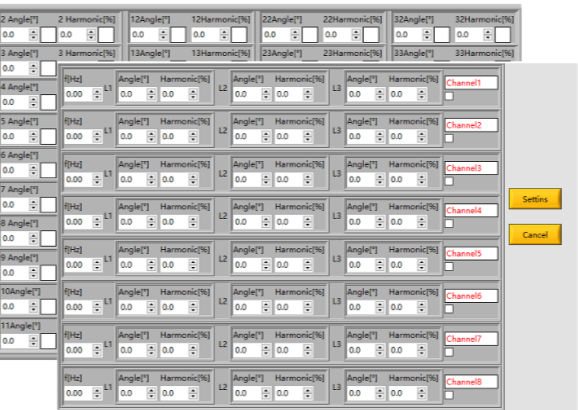 2 Angle[°] 2 Harmonic[%] 12Angle[°] 12Harmonic[%] 22Angle[°] 22Harmonic[%] 32Angle[°] 32Harmonic[%]
0.0 0.0 0.0 0.0 0.0 0.0 0.0 0.0
3 Angle[°] 3 Harmonic[%] 13Angle[°] 13Harmonic[%] 23Angle[°] 23Harmonic[%] 33Angle[°] 33Harmonic[%]
0.0
4 Angle[°]
0.0
5 Angle[°]
0.0
6 Angle[°]
0.0
7 Angle[°]
0.0
8 Angle[°]
0.0
9 Angle[°]
0.0
10Angle[°]
0.0
11Angle[°]
0.0
f[Hz] Angle[°] Harmonic[%] Angle[°] Harmonic[%] Angle[°] Harmonic[%] Channel1
0.00 L1 0.0 0.0 L2 0.0 0.0 L3 0.0 0.0
f[Hz] Angle[°] Harmonic[%] Angle[°] Harmonic[%] Angle[°] Harmonic[%] Channel2
0.00 L1 0.0 0.0 L2 0.0 0.0 L3 0.0 0.0
f[Hz] Angle[°] Harmonic[%] Angle[°] Harmonic[%] Angle[°] Harmonic[%] Channel3
0.00 L1 0.0 0.0 L2 0.0 0.0 L3 0.0 0.0
f[Hz] Angle[°] Harmonic[%] Angle[°] Harmonic[%] Angle[°] Harmonic[%] Channel4
0.00 L1 0.0 0.0 L2 0.0 0.0 L3 0.0 0.0
f[Hz] Angle[°] Harmonic[%] Angle[°] Harmonic[%] Angle[°] Harmonic[%] Channel5
0.00 L1 0.0 0.0 L2 0.0 0.0 L3 0.0 0.0
f[Hz] Angle[°] Harmonic[%] Angle[°] Harmonic[%] Angle[°] Harmonic[%] Channel6
0.00 L1 0.0 0.0 L2 0.0 0.0 L3 0.0 0.0
f[Hz] Angle[°] Harmonic[%] Angle[°] Harmonic[%] Angle[°] Harmonic[%] Channel7
0.00 L1 0.0 0.0 L2 0.0 0.0 L3 0.0 0.0
f[Hz] Angle[°] Harmonic[%] Angle[°] Harmonic[%] Angle[°] Harmonic[%] Channel8
0.00 L1 0.0 0.0 L2 0.0 0.0 L3 0.0 0.0
Settins
Cancel